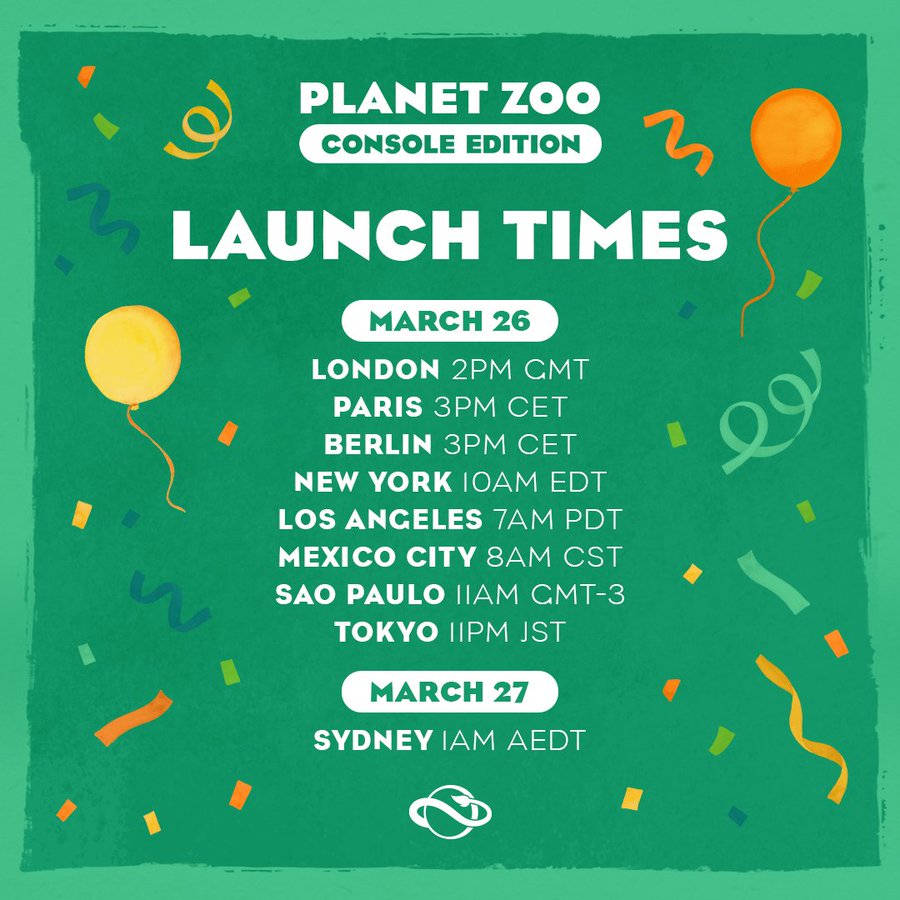 PLANET ZOO
CONSOLE EDITION
LAUNCH TIMES
MARCH 26
LONDON 2PM GMT
PARIS 3PM CET
BERLIN 3PM CET
NEW YORK 10AM EDT
LOS ANGELES 7AM PDT
MEXICO CITY 8AM CST
SAO PAULO 11AM GMT-3
TOKYO 11PM JST
MARCH 27
SYDNEY 1AM AEDT